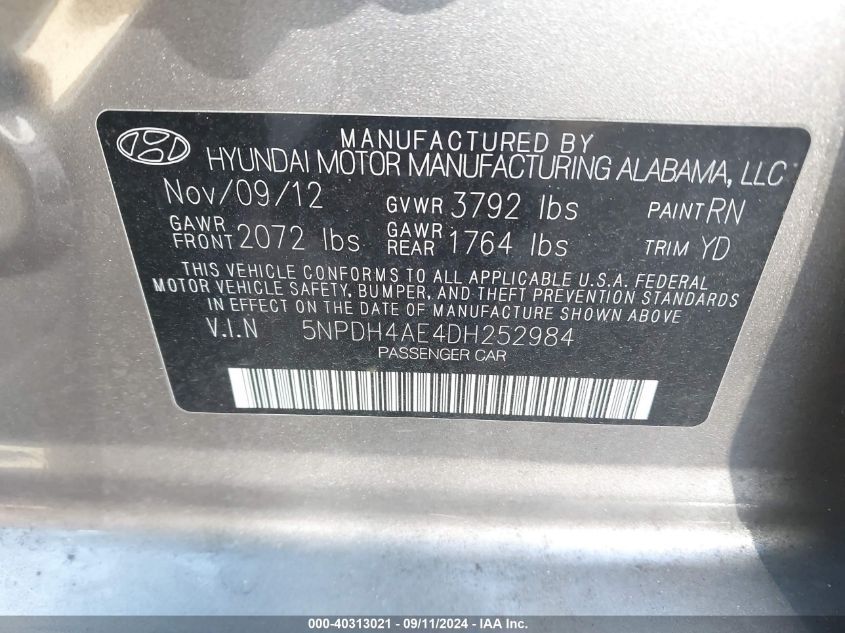 MANUFACTURED BY
HYUNDAI MOTOR MANUFACTURING ALABAMA, LLC
Nov/09/12 GVWR 3792 lbs PAINT RN
GAWR FRONT 2072 lbs GAWR REAR 1764 lbs TRIM YD
THIS VEHICLE CONFORMS TO ALL APPLICABLE U.S.A. FEDERAL
MOTOR VEHICLE SAFETY, BUMPER, AND THEFT PREVENTION STANDARDS
IN EFFECT ON THE DATE OF MANUFACTURE SHOWN ABOVE
V.I.N 5NPDH4AE4DH252984
PASSENGER CAR
000-40313021 - 09/11/2024 - IAA Inc.